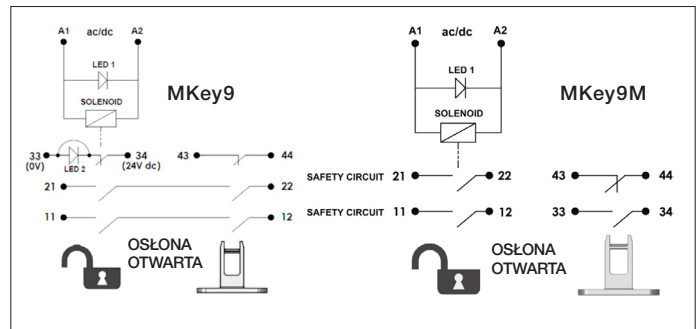 A1 ac/dc A2
LED 1
MKey9
SOLENOID
33 34 43 44
(0V) LED 2 (24V dc)
21 22
11 12
OSŁONA
OTWARTA
A1 ac/dc A2
LED 1
MKey9M
SOLENOID
SAFETY CIRCUIT 21 22 43 44
SAFETY CIRCUIT 11 12 33 34
OSŁONA
OTWARTA